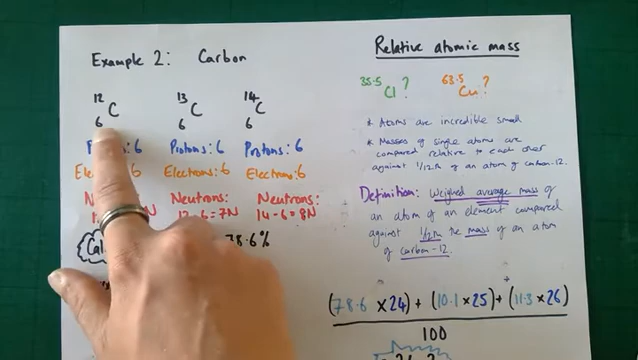 Example 2: Carbon
12 C 6
13 C 6
14 C 6
Protons: 6
Protons: 6
Electrons: 6
Electrons: 6
Neutrons:
Neutrons:
13-6=7N
14-6=8N
78.6%
Relative atomic mass
35.5 Cl ?
63.5 Cu ?
* Atoms are incredible small
* Masses of single atoms are
compared relative to each other
against 1/12th of an atom of carbon-12.
Definition: Weighed average mass of
an atom of an element compared
against 1/12th the mass of an atom
of carbon-12.
(78.6 x 24) + (10.1 x 25) + (11.3 x 26)
100